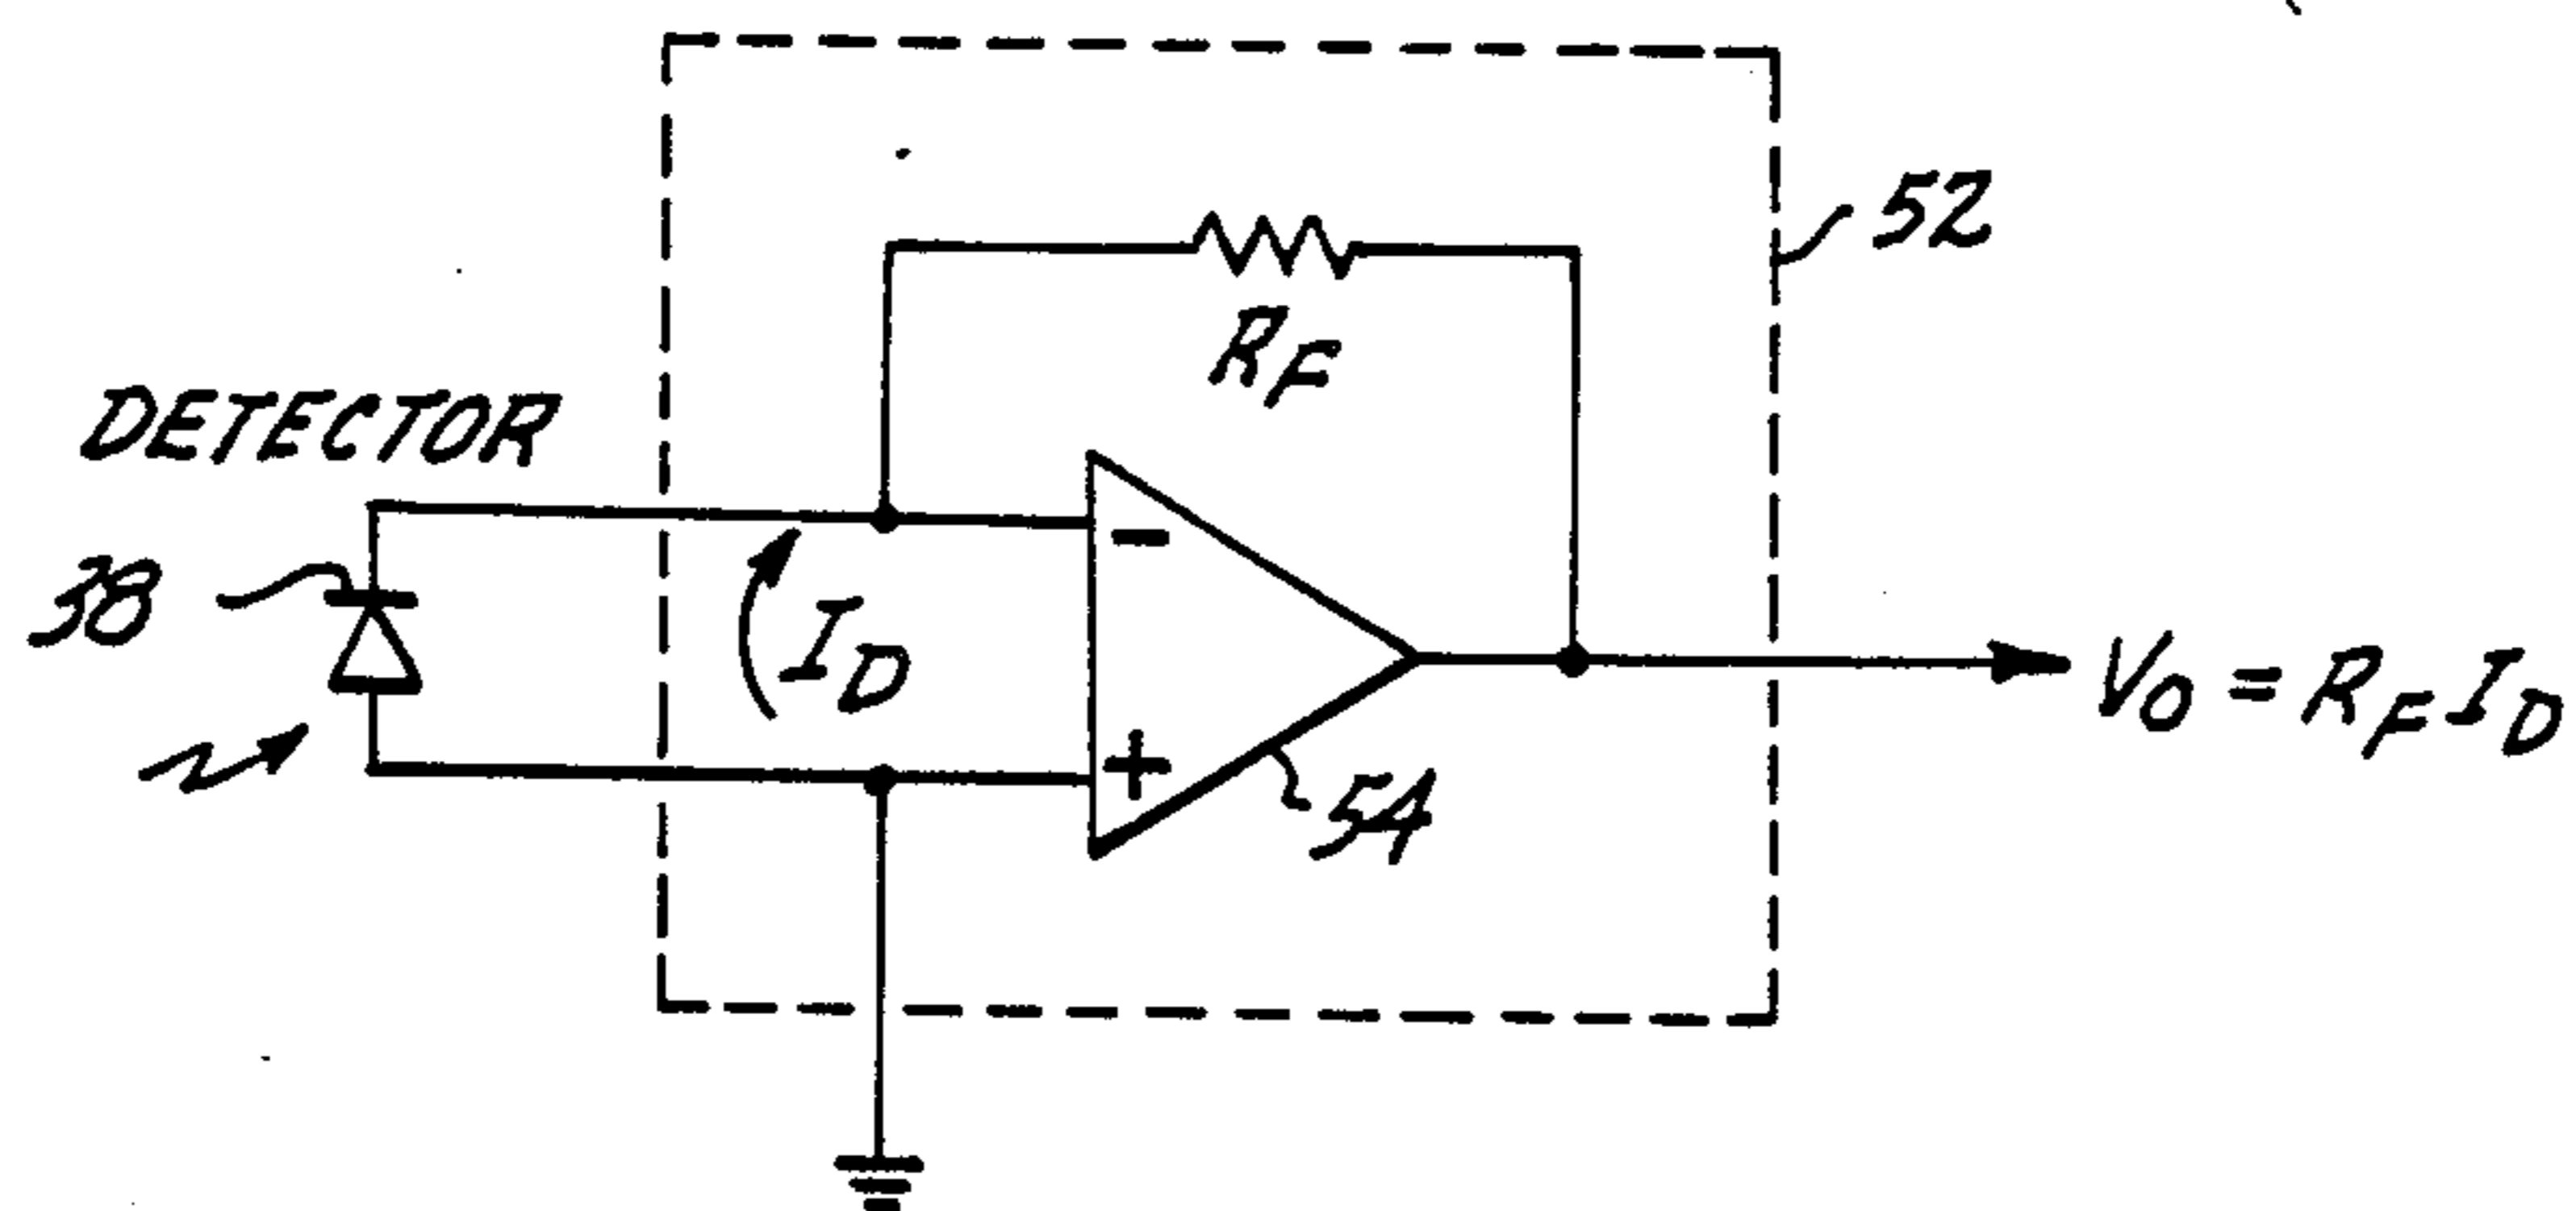 52
R_F
DETECTOR
38
-
I_D
V_O = R_F I_D
+
54